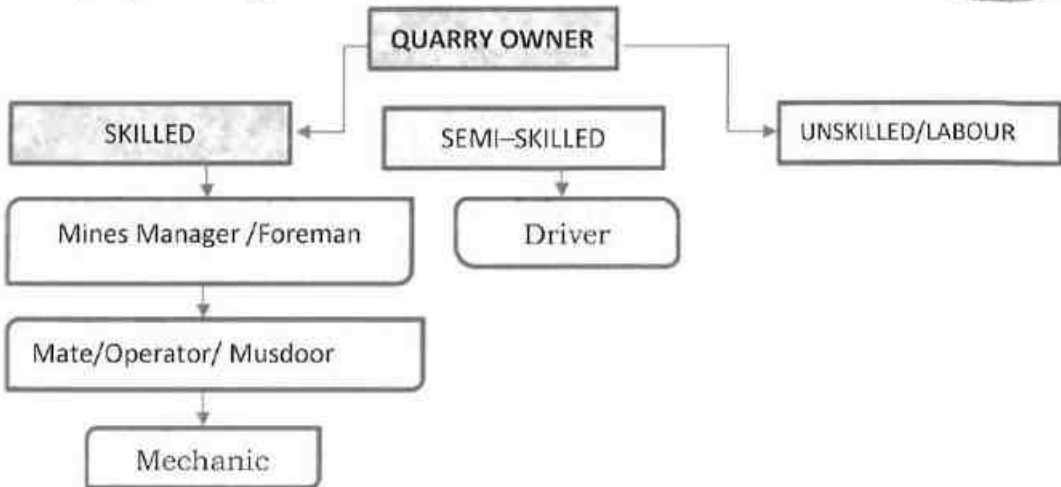 QUARRY OWNER
SKILLED
SEMI–SKILLED
UNSKILLED/LABOUR
Mines Manager /Foreman
Driver
Mate/Operator/ Musdoor
Mechanic